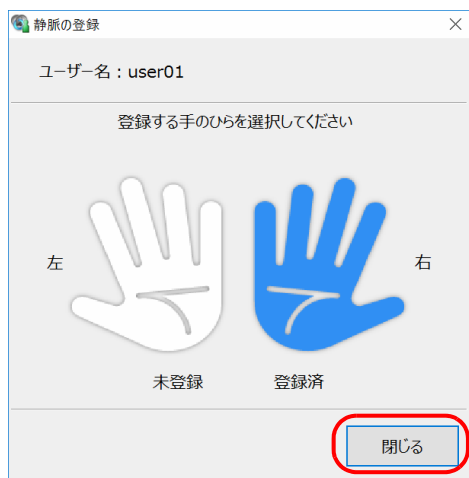 静脈の登録
ユーザー名：user01
登録する手のひらを選択してください
左
右
未登録
登録済
閉じる